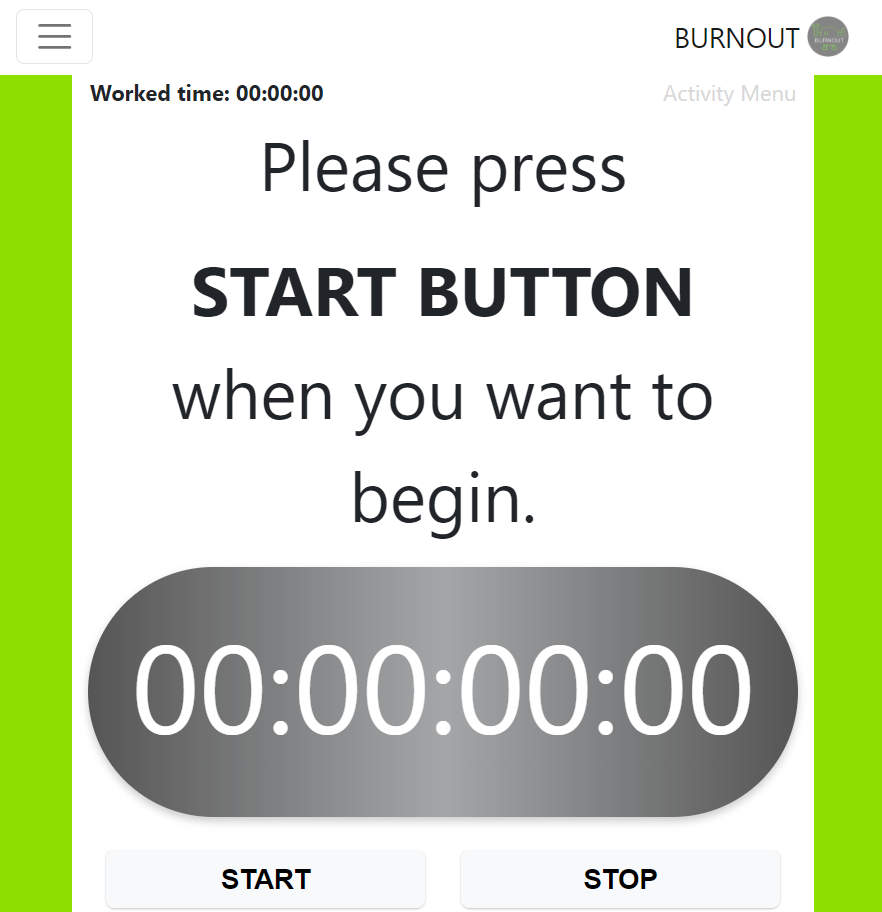 BURNOUT
BURNOUT
Worked time: 00:00:00
Activity Menu
Please press
START BUTTON
when you want to
begin.
00:00:00:00
START
STOP